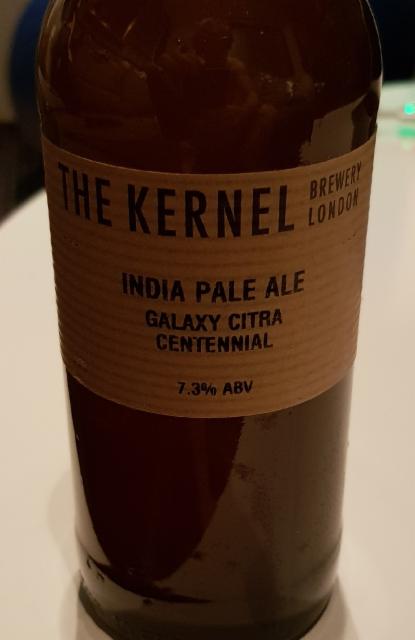 THE KERNEL BREWERY LONDON
INDIA PALE ALE
GALAXY CITRA
CENTENNIAL
7.3% ABV